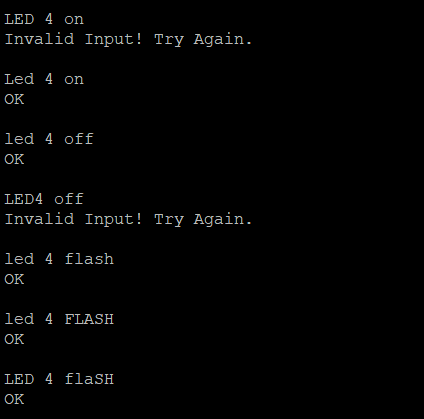 LED 4 on
Invalid Input! Try Again.
Led 4 on
OK
led 4 off
OK
LED4 off
Invalid Input! Try Again.
led 4 flash
OK
led 4 FLASH
OK
LED 4 flaSH
OK